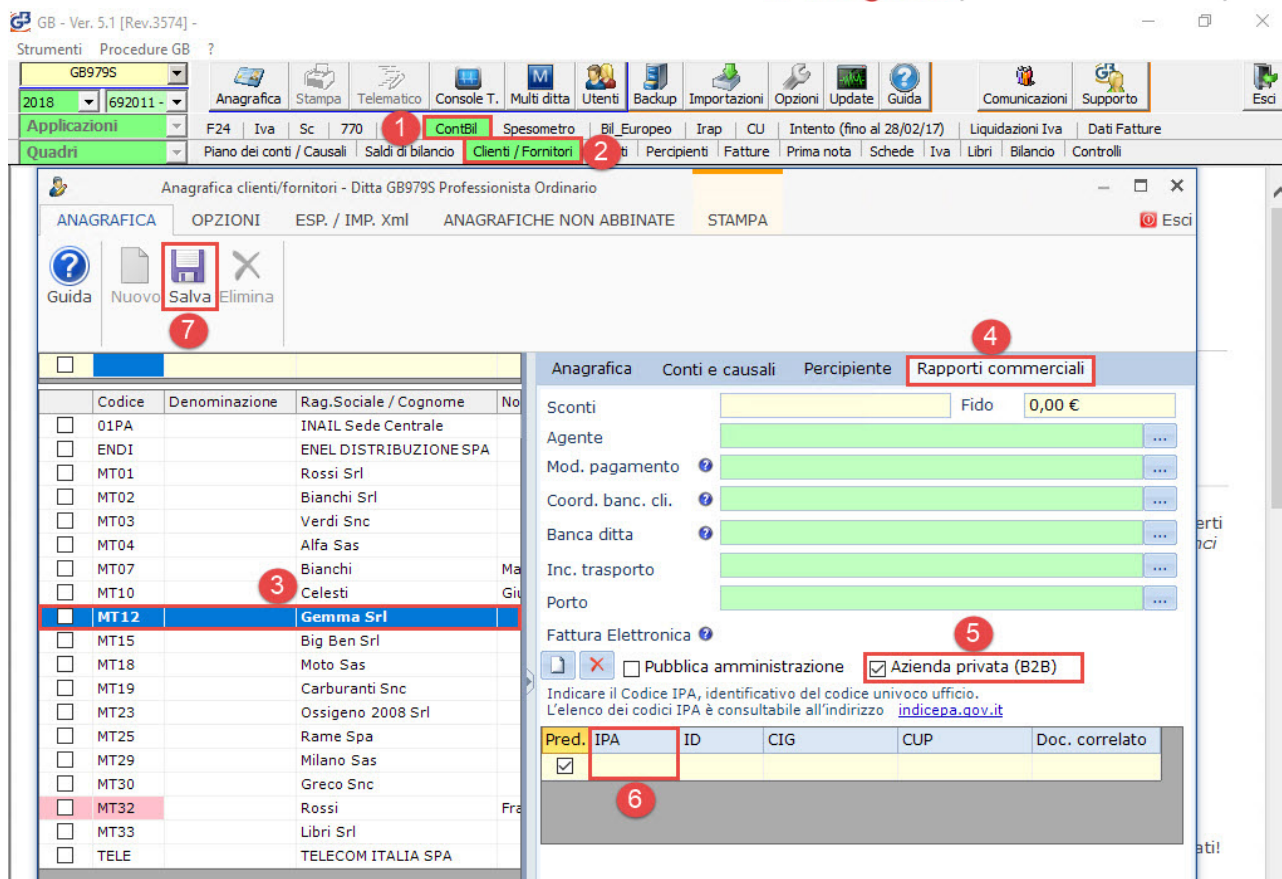 GB - Ver. 5.1 [Rev.3574] -
Strumenti Procedure GB ?
GB979S
2018 692011 -
Anagrafica Stampa Telematico Console T. Multi ditta Utenti Backup Importazioni Opzioni Update Guida Comunicazioni Supporto Esci
Applicazioni F24 Iva Sc 770 1 ContBil Spesometro Bil_Europeo Irap CU Intento (fino al 28/02/17) Liquidazioni Iva Dati Fatture
Quadri Piano dei conti / Causali Saldi di bilancio Clienti / Fornitori 2 ti Percipienti Fatture Prima nota Schede Iva Libri Bilancio Controlli
Anagrafica clienti/fornitori - Ditta GB979S Professionista Ordinario
ANAGRAFICA OPZIONI ESP. / IMP. Xml ANAGRAFICHE NON ABBINATE STAMPA Esci
Guida Nuovo Salva Elimina
7
4
Anagrafica Conti e causali Percipiente Rapporti commerciali
Codice Denominazione Rag.Sociale / Cognome No
01PA INAIL Sede Centrale
ENDI ENEL DISTRIBUZIONE SPA
MT01 Rossi Srl
MT02 Bianchi Srl
MT03 Verdi Snc
MT04 Alfa Sas
MT07 Bianchi Ma
MT10 3 Celesti Giu
MT12 Gemma Srl
MT15 Big Ben Srl
MT18 Moto Sas
MT19 Carburanti Snc
MT23 Ossigeno 2008 Srl
MT25 Rame Spa
MT29 Milano Sas
MT30 Greco Snc
MT32 Rossi Fra
MT33 Libri Srl
TELE TELECOM ITALIA SPA
Sconti Fido 0,00 €
Agente ...
Mod. pagamento ? ...
Coord. banc. cli. ? ...
Banca ditta ? ...
Inc. trasporto ...
Porto ...
Fattura Elettronica ?
5
Pubblica amministrazione Azienda privata (B2B)
Indicare il Codice IPA, identificativo del codice univoco ufficio.
L'elenco dei codici IPA è consultabile all'indirizzo indicepa.gov.it
Pred. IPA ID CIG CUP Doc. correlato
6
erti
nci
ati!